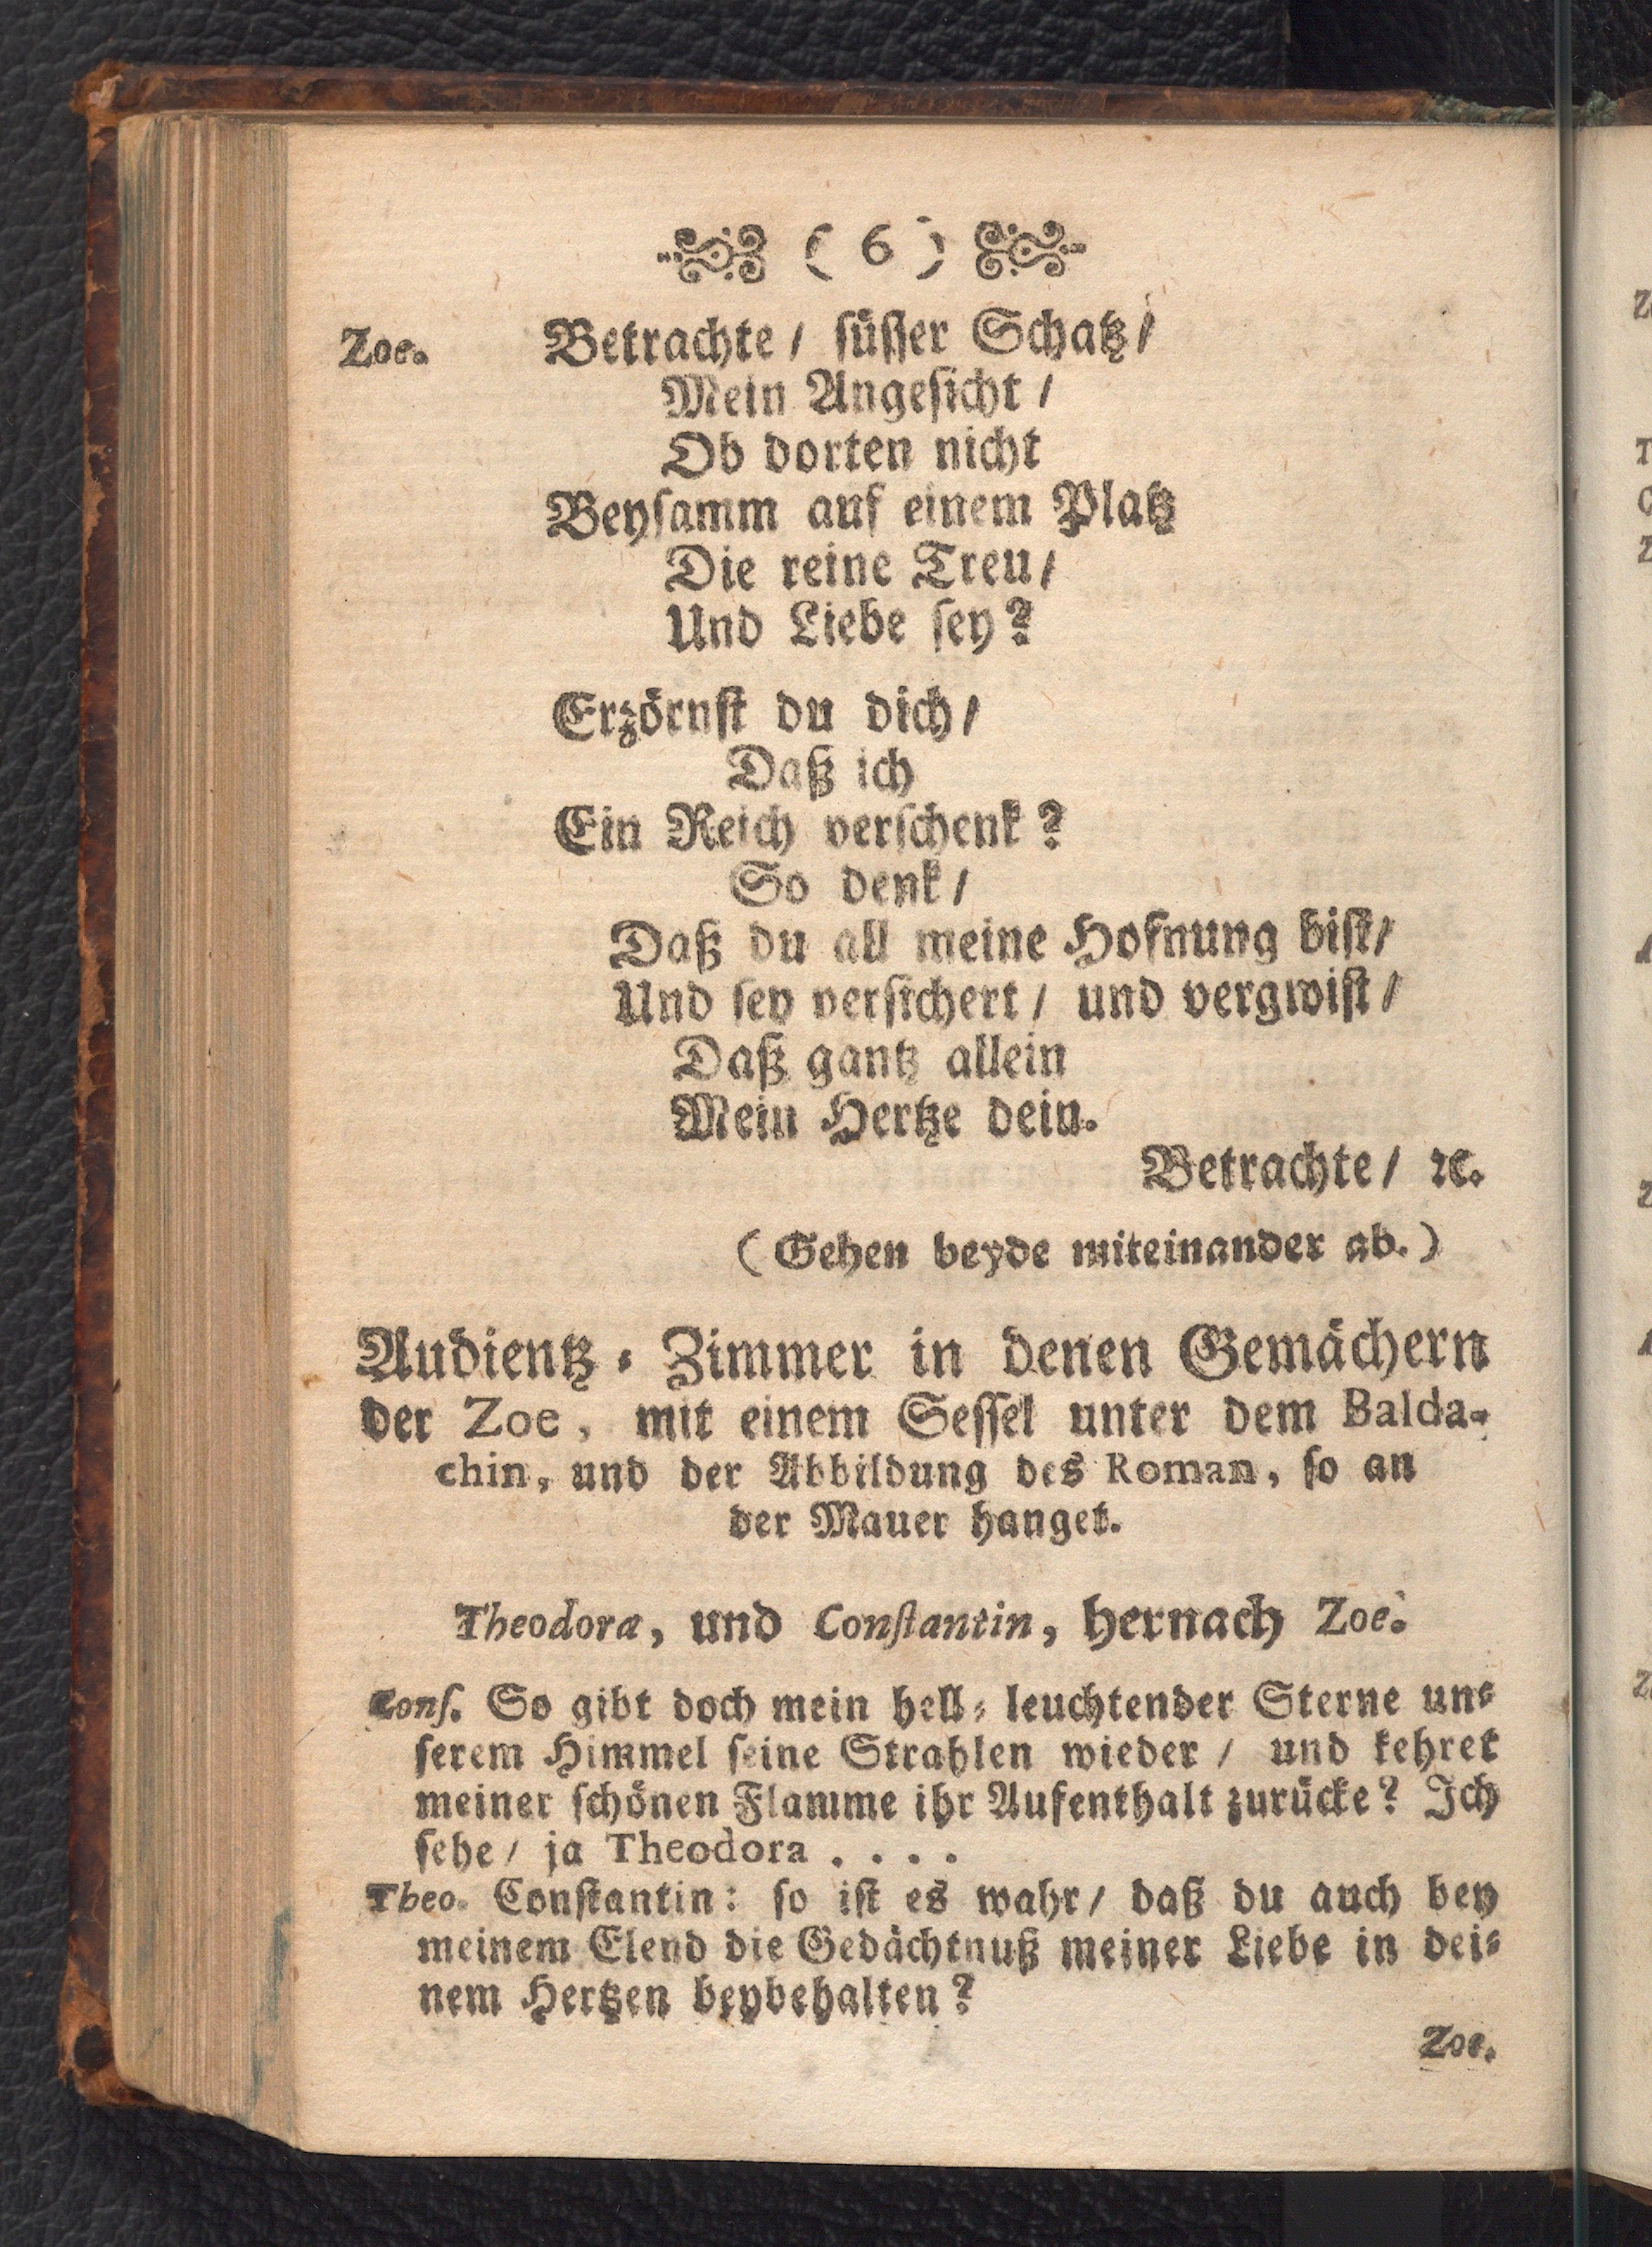 ( 6 )
Zoe. Betrachte / süsser Schatz /
Mein Angesicht /
Ob dorten nicht
Beysamm auf einem Platz
Die reine Treu /
Und Liebe sey?
Erzörnst du dich /
Daß ich
Ein Reich verschenk?
So denk /
Daß du all meine Hofnung bist /
Und sey versichert / und vergwist /
Daß gantz allein
Mein Hertze dein.
Betrachte / ꝛc.
(Gehen beyde miteinander ab.)
Audientz-Zimmer in denen Gemächern
der Zoe, mit einem Sessel unter dem Balda-
chin, und der Abbildung des Roman, so an
der Mauer hanget.
Theodora, und Constantin, hernach Zoe.
Cons. So gibt doch mein hell-leuchtender Sterne un-
serem Himmel seine Strahlen wieder / und kehret
meiner schönen Flamme ihr Aufenthalt zurücke? Ich
sehe / ja Theodora . . . .
Theo. Constantin: so ist es wahr / daß du auch bey
meinem Elend die Gedächtnuß meiner Liebe in dei-
nem Hertzen beybehalten?
Zoe.